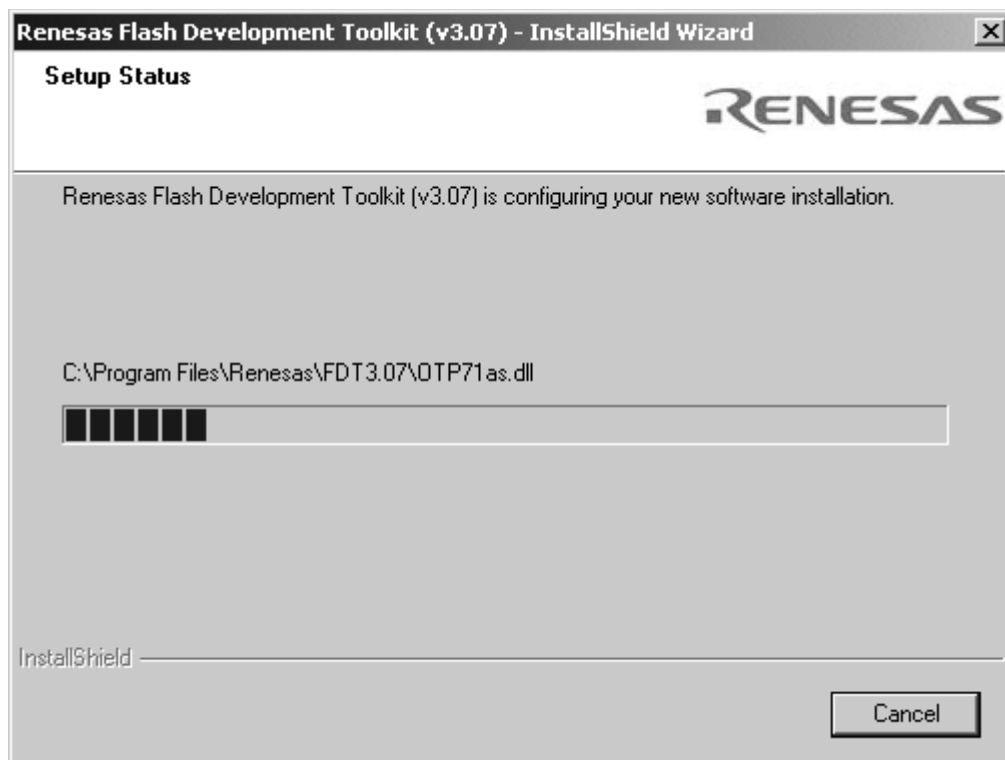 Renesas Flash Development Toolkit (v3.07) - InstallShield Wizard
Setup Status
RENESAS
Renesas Flash Development Toolkit (v3.07) is configuring your new software installation.
C:\Program Files\Renesas\FDT3.07\OTP71as.dll
InstallShield
Cancel